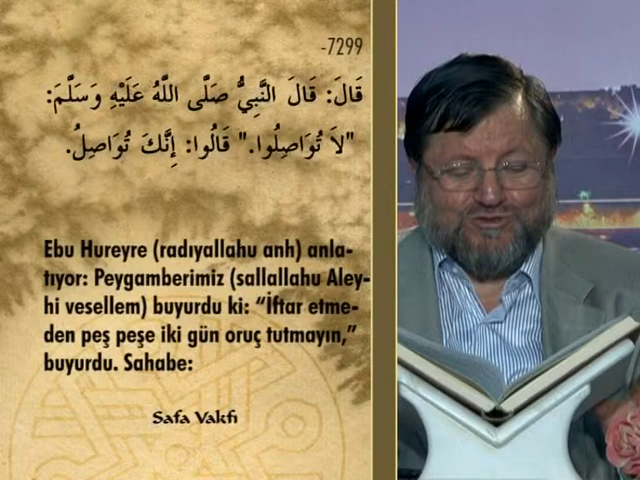 -7299
قَالَ: قَالَ النَّبِيُّ صَلَّى اللَّهُ عَلَيْهِ وَسَلَّمَ:
"لاَ تُوَاصِلُوا." قَالُوا: إِنَّكَ تُوَاصِلُ.
Ebu Hureyre (radıyallahu anh) anla-
tıyor: Peygamberimiz (sallallahu Aley-
hi vesellem) buyurdu ki: “İftar etme-
den peş peşe iki gün oruç tutmayın,”
buyurdu. Sahabe:
Safa Vakfı